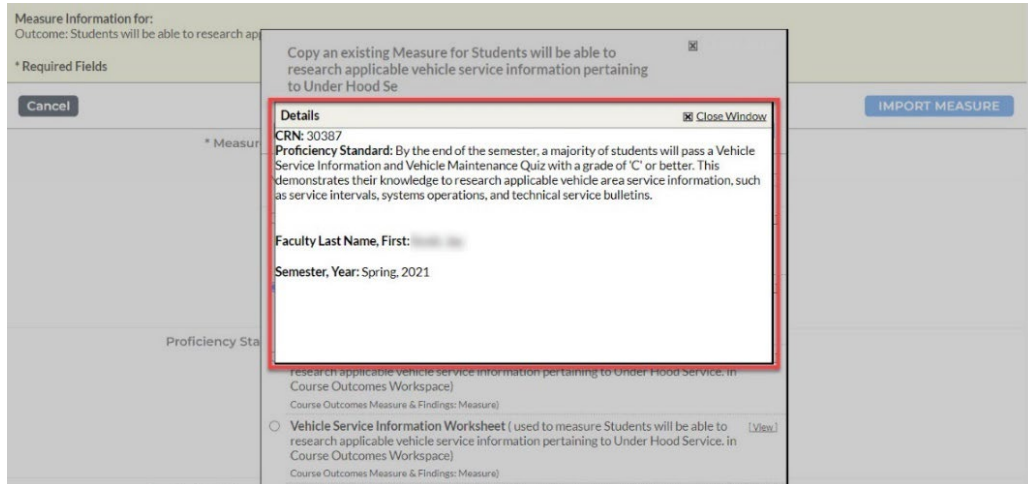 Measure Information for:
Outcome: Students will be able to research ap
* Required Fields
Cancel
IMPORT MEASURE
* Measur
Proficiency Sta
Copy an existing Measure for Students will be able to
research applicable vehicle service information pertaining
to Under Hood Se
Details
Close Window
CRN: 30387
Proficiency Standard: By the end of the semester, a majority of students will pass a Vehicle
Service Information and Vehicle Maintenance Quiz with a grade of 'C' or better. This
demonstrates their knowledge to research applicable vehicle area service information, such
as service intervals, systems operations, and technical service bulletins.
Faculty Last Name, First:
Semester, Year: Spring, 2021
research applicable vehicle service information pertaining to Under Hood Service. in
Course Outcomes Workspace)
Course Outcomes Measure & Findings: Measure)
Vehicle Service Information Worksheet ( used to measure Students will be able to
[View]
research applicable vehicle service information pertaining to Under Hood Service. in
Course Outcomes Workspace)
Course Outcomes Measure & Findings: Measure)